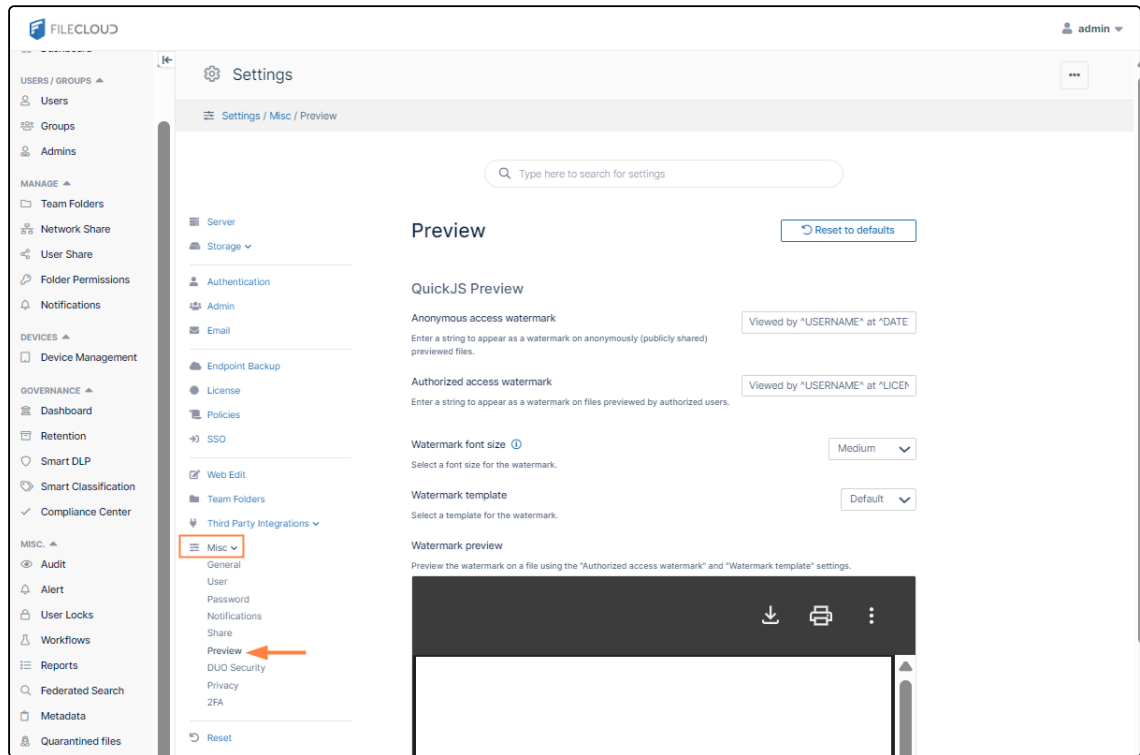 FILECLOUD
admin
USERS / GROUPS
Users
Groups
Admins
MANAGE
Team Folders
Network Share
User Share
Folder Permissions
Notifications
DEVICES
Device Management
GOVERNANCE
Dashboard
Retention
Smart DLP
Smart Classification
Compliance Center
MISC.
Audit
Alert
User Locks
Workflows
Reports
Federated Search
Metadata
Quarantined files
Settings
Settings / Misc / Preview
Type here to search for settings
Server
Storage
Authentication
Admin
Email
Endpoint Backup
License
Policies
SSO
Web Edit
Team Folders
Third Party Integrations
Misc
General
User
Password
Notifications
Share
Preview
DUO Security
Privacy
2FA
Reset
Preview
Reset to defaults
QuickJS Preview
Anonymous access watermark
Viewed by ^USERNAME^ at ^DATE
Enter a string to appear as a watermark on anonymously (publicly shared)
previewed files.
Authorized access watermark
Viewed by ^USERNAME^ at ^LICEN
Enter a string to appear as a watermark on files previewed by authorized users.
Watermark font size
Medium
Select a font size for the watermark.
Watermark template
Default
Select a template for the watermark.
Watermark preview
Preview the watermark on a file using the "Authorized access watermark" and "Watermark template" settings.